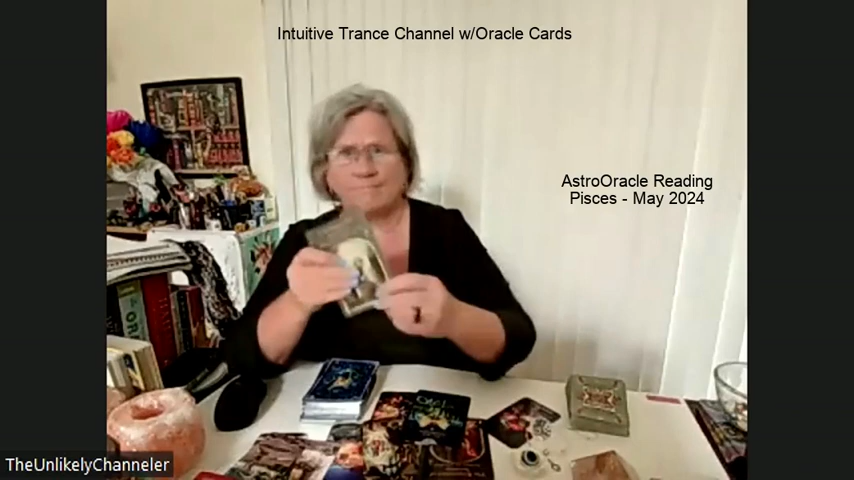 Intuitive Trance Channel w/Oracle Cards
AstroOracle Reading
Pisces - May 2024
TheUnlikelyChanneler